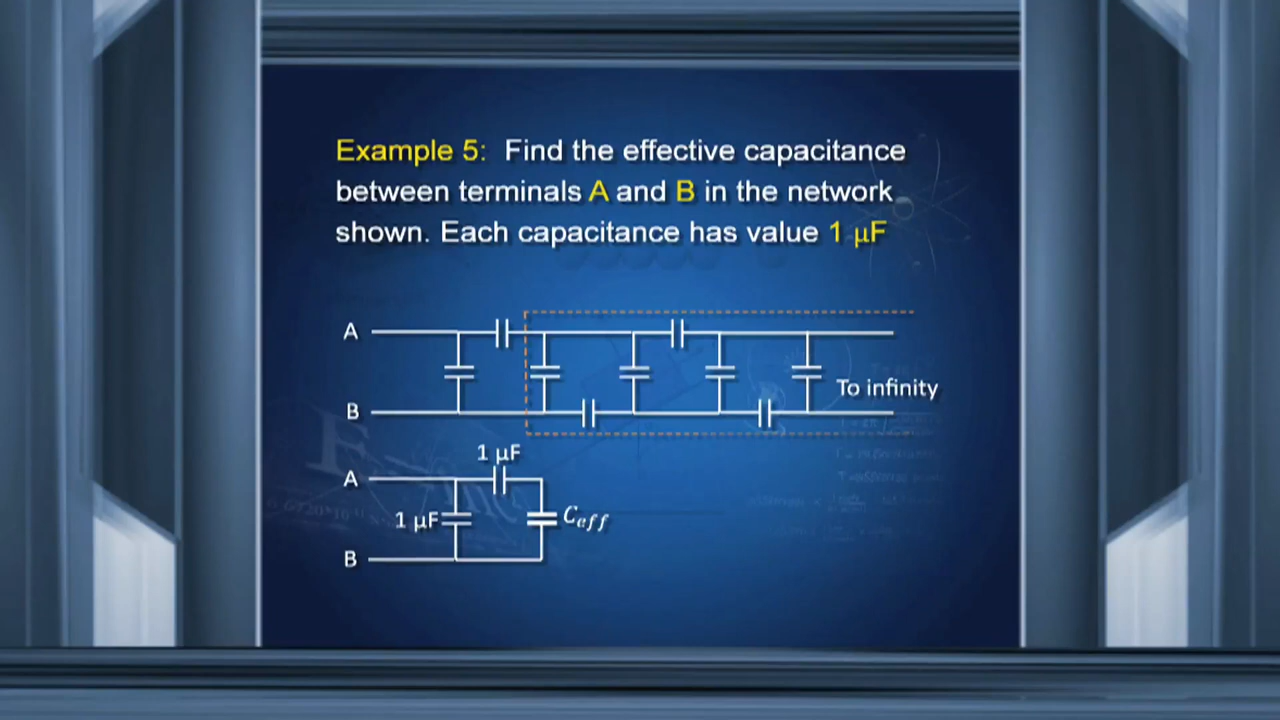 Example 5: Find the effective capacitance
between terminals A and B in the network
shown. Each capacitance has value 1 μF
A
B
To infinity
1 μF
A
1 μF
C_eff
B